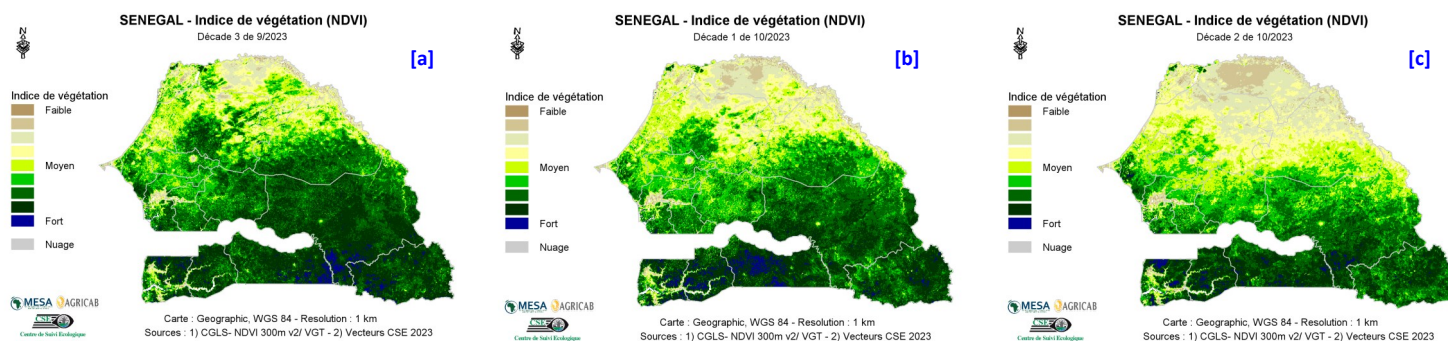 SENEGAL - Indice de végétation (NDVI)
Décade 3 de 9/2023
[a]
N
Indice de végétation
Faible
Moyen
Fort
Nuage
MESA AGRICAB
CSE
Centre de Suivi Ecologique
Carte : Geographic, WGS 84 - Resolution : 1 km
Sources : 1) CGLS- NDVI 300m v2/ VGT - 2) Vecteurs CSE 2023
SENEGAL - Indice de végétation (NDVI)
Décade 1 de 10/2023
[b]
N
Indice de végétation
Faible
Moyen
Fort
Nuage
MESA AGRICAB
CSE
Centre de Suivi Ecologique
Carte : Geographic, WGS 84 - Resolution : 1 km
Sources : 1) CGLS- NDVI 300m v2/ VGT - 2) Vecteurs CSE 2023
SENEGAL - Indice de végétation (NDVI)
Décade 2 de 10/2023
[c]
N
Indice de végétation
Faible
Moyen
Fort
Nuage
MESA AGRICAB
CSE
Centre de Suivi Ecologique
Carte : Geographic, WGS 84 - Resolution : 1 km
Sources : 1) CGLS- NDVI 300m v2/ VGT - 2) Vecteurs CSE 2023